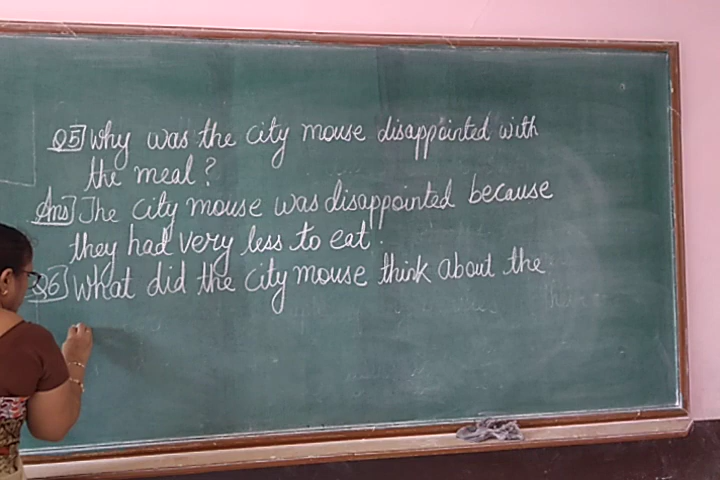 Q5] Why was the city mouse disappointed with
the meal?
Ans] The city mouse was disappointed because
they had very less to eat.
Q6] What did the city mouse think about the